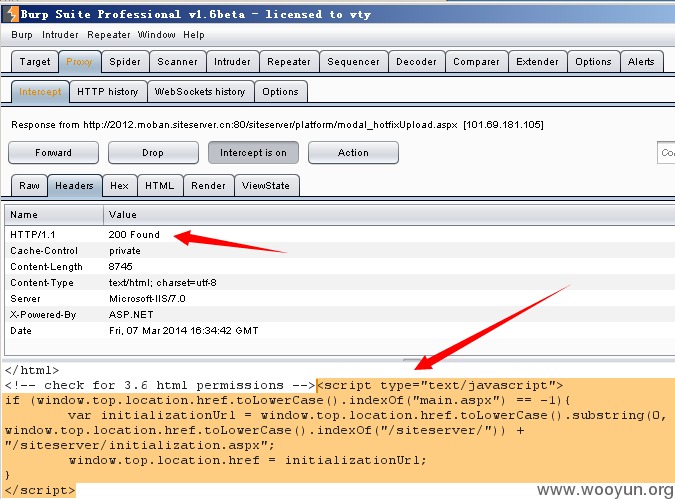 Burp Suite Professional v1.6beta - licensed to vty
Burp Intruder Repeater Window Help
Target Proxy Spider Scanner Intruder Repeater Sequencer Decoder Comparer Extender Options Alerts
Intercept HTTP history WebSockets history Options
Response from http://2012.moban.siteserver.cn:80/siteserver/platform/modal_hotfixUpload.aspx [101.69.181.105]
Forward Drop Intercept is on Action
Raw Headers Hex HTML Render ViewState
Name Value
HTTP/1.1 200 Found
Cache-Control private
Content-Length 8745
Content-Type text/html; charset=utf-8
Server Microsoft-IIS/7.0
X-Powered-By ASP.NET
Date Fri, 07 Mar 2014 16:34:42 GMT
</html>
<!-- check for 3.6 html permissions --><script type="text/javascript">
if (window.top.location.href.toLowerCase().indexOf("main.aspx") == -1){
var initializationUrl = window.top.location.href.toLowerCase().substring(0,
window.top.location.href.toLowerCase().indexOf("/siteserver/")) +
"/siteserver/initialization.aspx";
window.top.location.href = initializationUrl;
}
</script>
www.wooyun.org